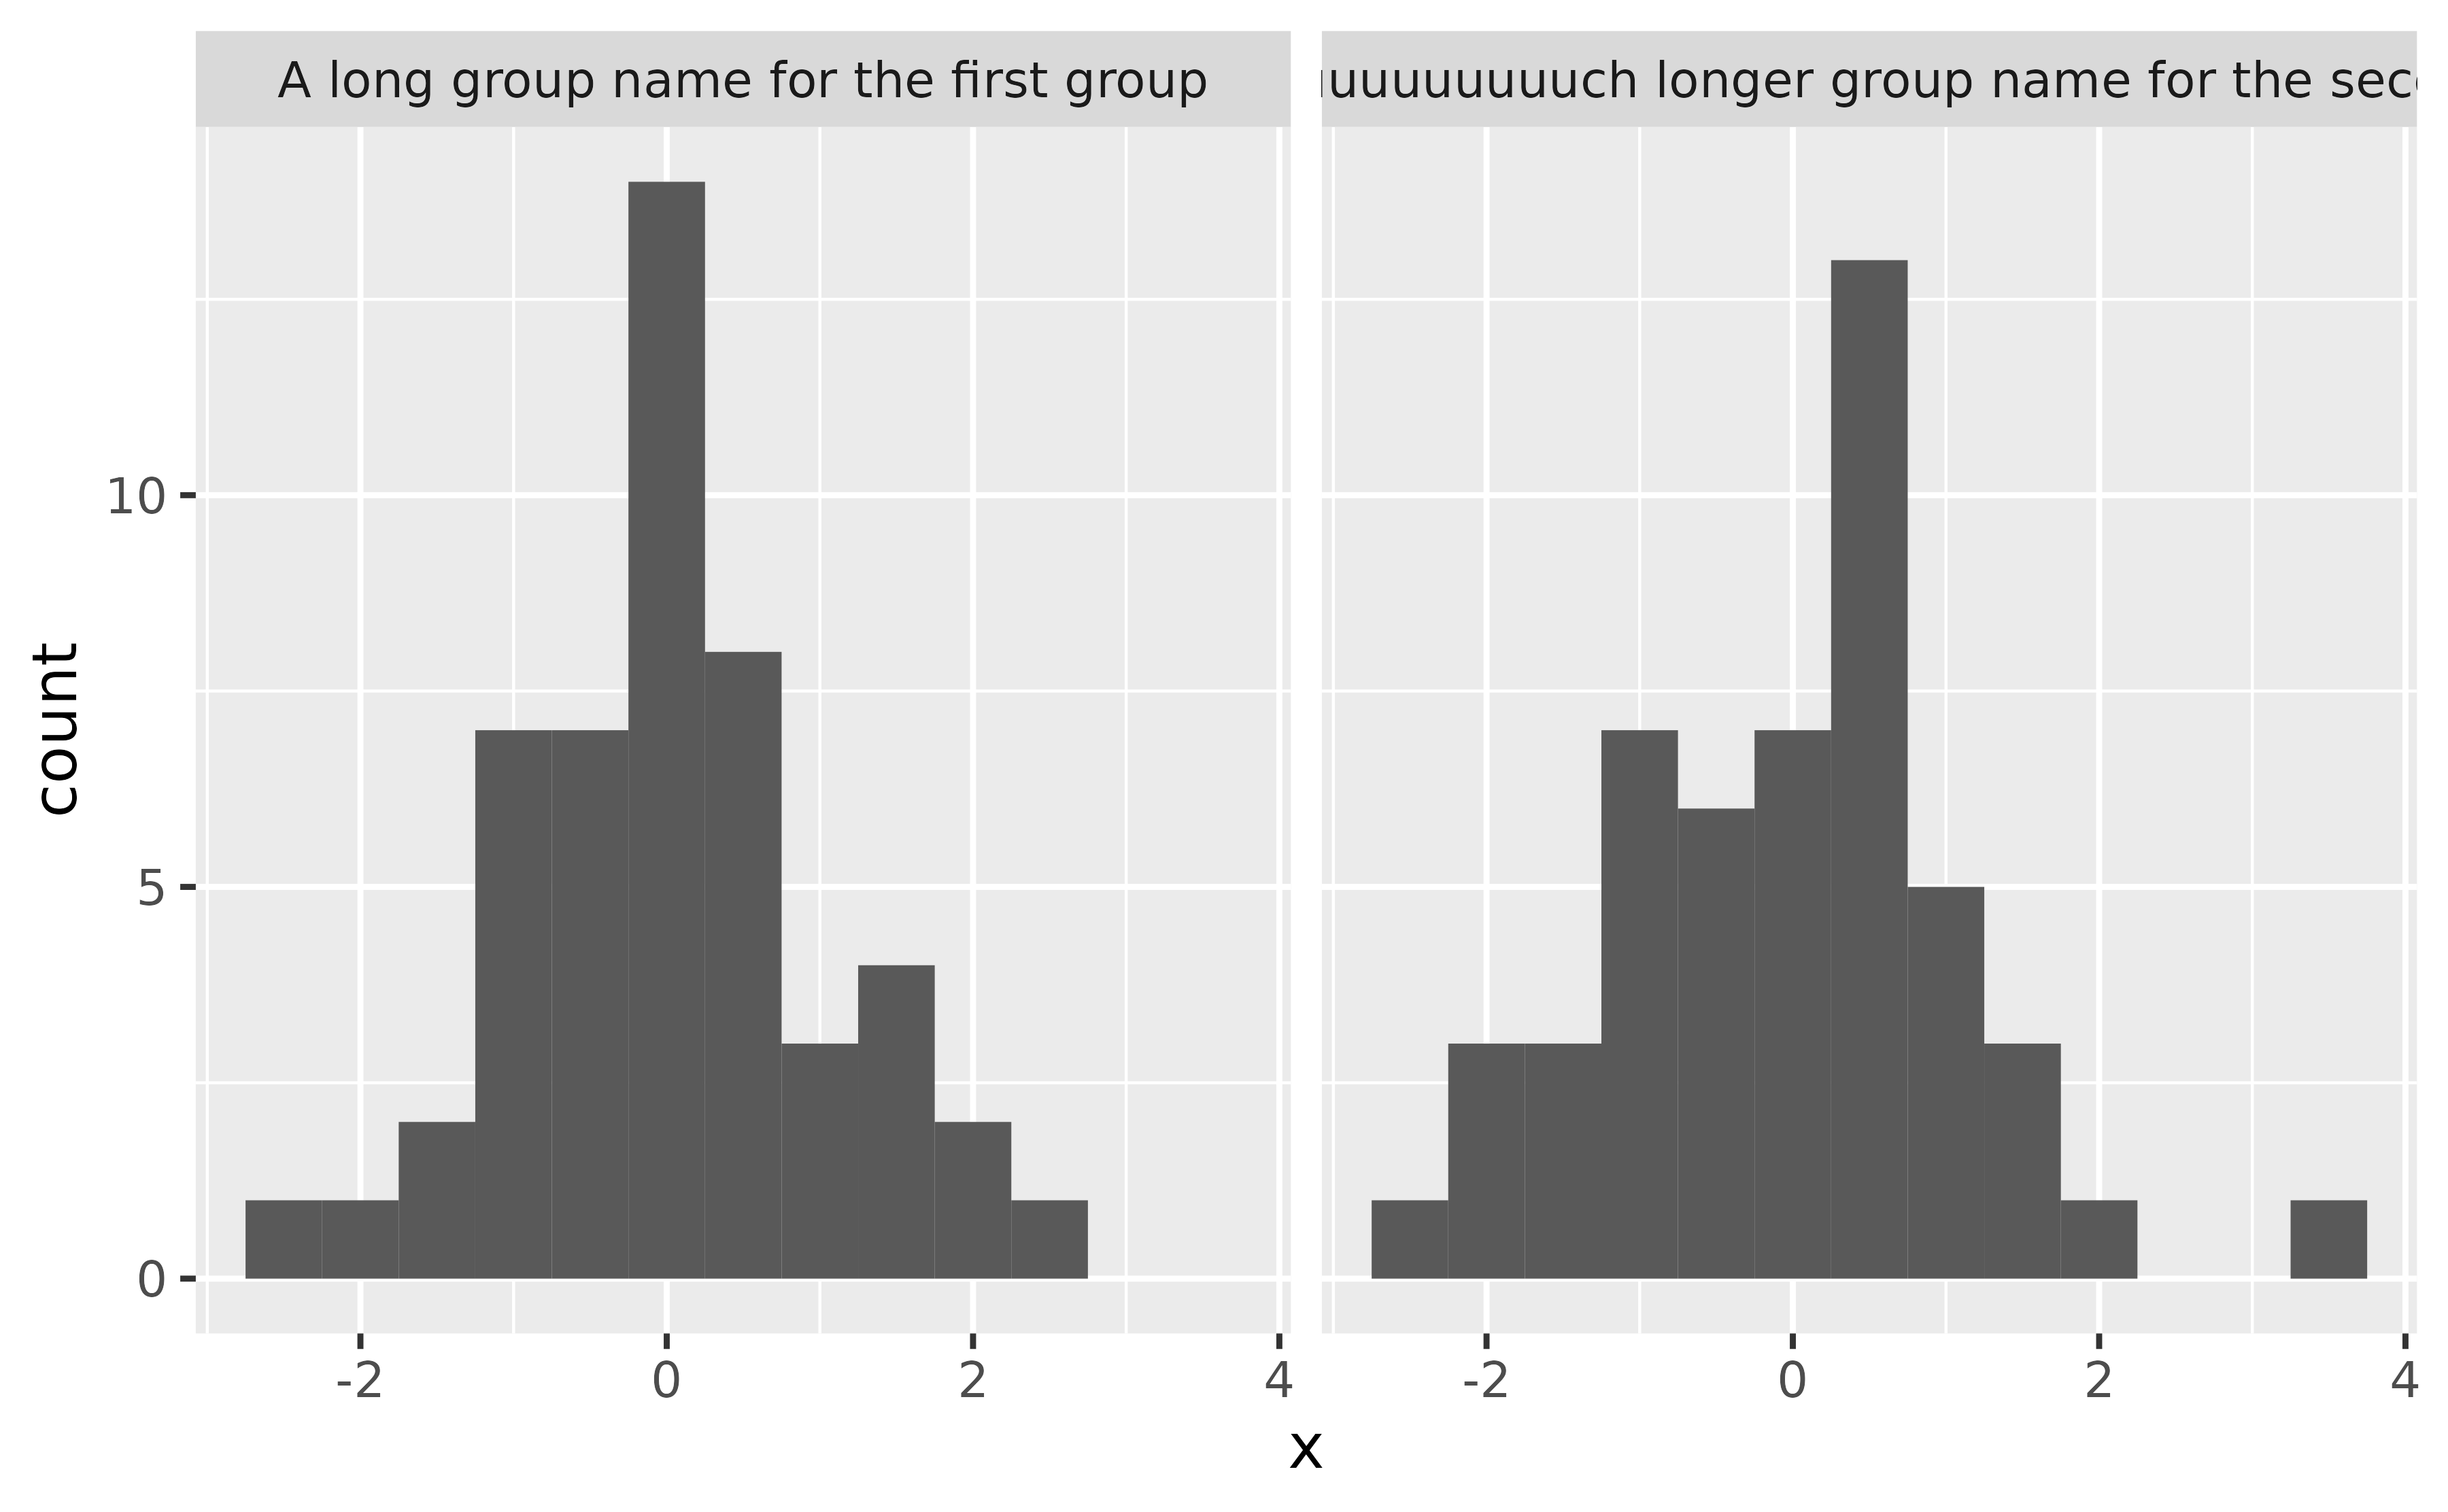 A long group name for the first group
uuuuuuuuuch longer group name for the sec
count
10
5
0
-2 0 2 4
-2 0 2 4
x